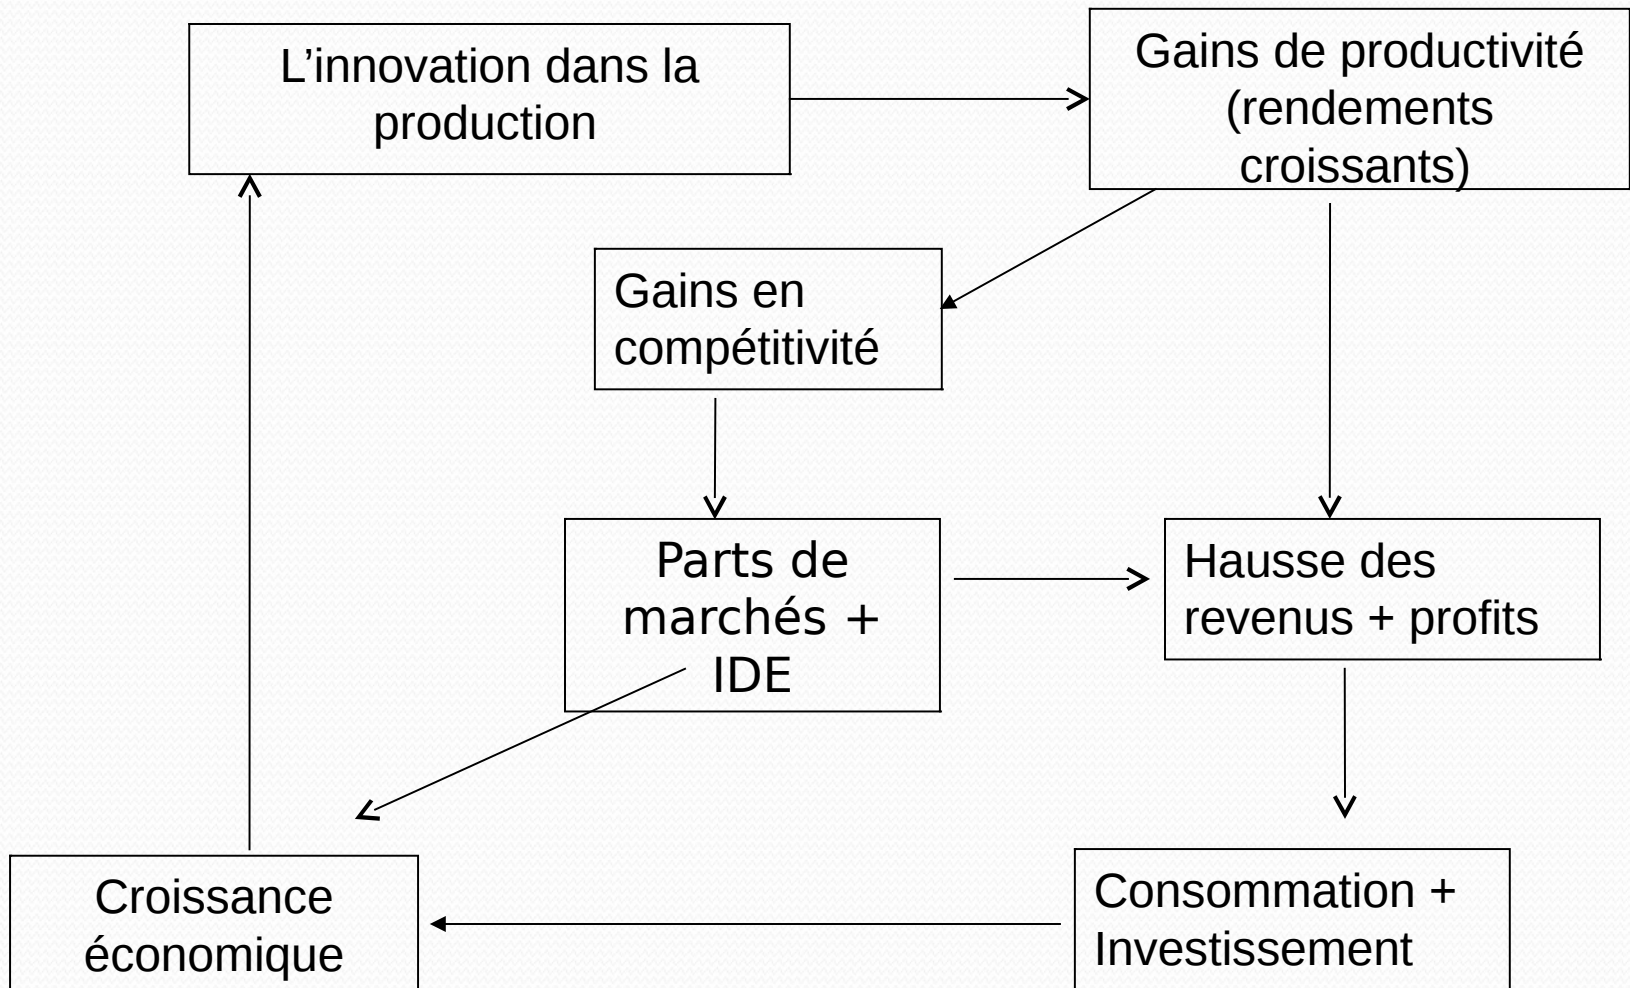 L’innovation dans la
production
Gains de productivité
(rendements
croissants)
Gains en
compétitivité
Parts de
marchés +
IDE
Hausse des
revenus + profits
Croissance
économique
Consommation +
Investissement